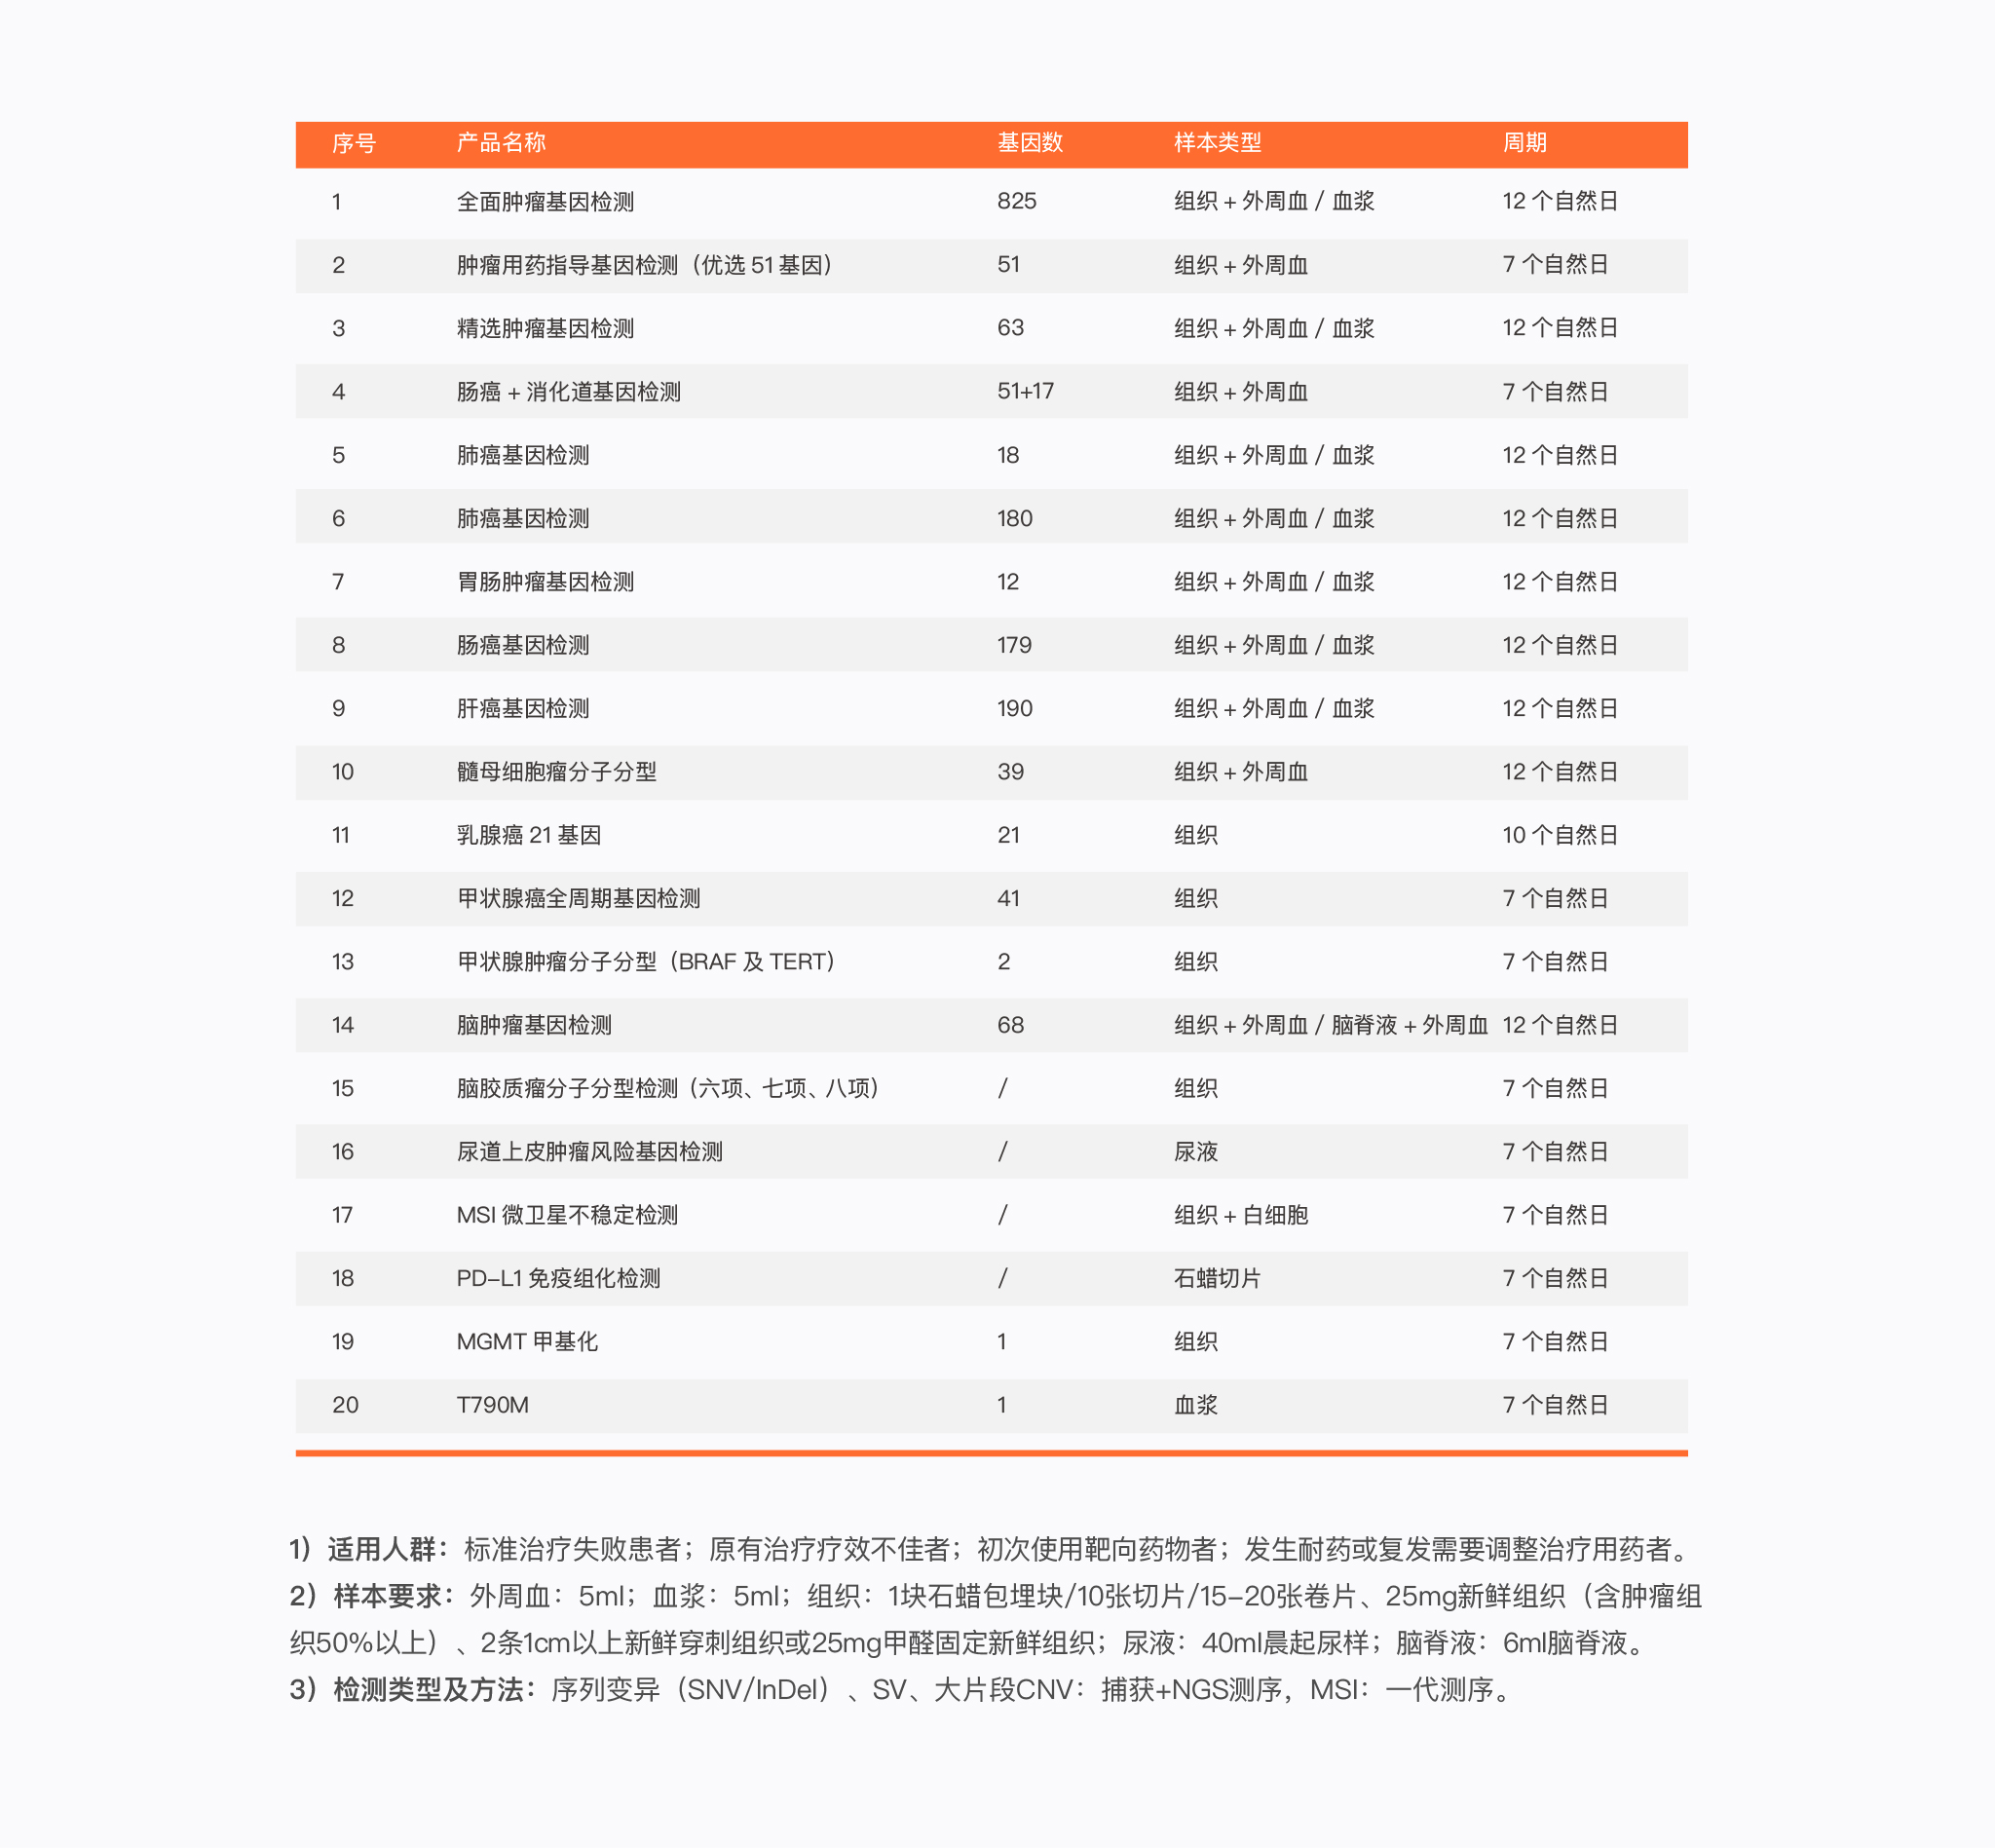 序号 产品名称 基因数 样本类型 周期
1 全面肿瘤基因检测 825 组织 + 外周血 / 血浆 12 个自然日
2 肿瘤用药指导基因检测（优选 51 基因） 51 组织 + 外周血 7 个自然日
3 精选肿瘤基因检测 63 组织 + 外周血 / 血浆 12 个自然日
4 肠癌 + 消化道基因检测 51+17 组织 + 外周血 7 个自然日
5 肺癌基因检测 18 组织 + 外周血 / 血浆 12 个自然日
6 肺癌基因检测 180 组织 + 外周血 / 血浆 12 个自然日
7 胃肠肿瘤基因检测 12 组织 + 外周血 / 血浆 12 个自然日
8 肠癌基因检测 179 组织 + 外周血 / 血浆 12 个自然日
9 肝癌基因检测 190 组织 + 外周血 / 血浆 12 个自然日
10 髓母细胞瘤分子分型 39 组织 + 外周血 12 个自然日
11 乳腺癌 21 基因 21 组织 10 个自然日
12 甲状腺癌全周期基因检测 41 组织 7 个自然日
13 甲状腺肿瘤分子分型（BRAF 及 TERT） 2 组织 7 个自然日
14 脑肿瘤基因检测 68 组织 + 外周血 / 脑脊液 + 外周血 12 个自然日
15 脑胶质瘤分子分型检测（六项、七项、八项） / 组织 7 个自然日
16 尿道上皮肿瘤风险基因检测 / 尿液 7 个自然日
17 MSI 微卫星不稳定检测 / 组织 + 白细胞 7 个自然日
18 PD-L1 免疫组化检测 / 石蜡切片 7 个自然日
19 MGMT 甲基化 1 组织 7 个自然日
20 T790M 1 血浆 7 个自然日
1）适用人群：标准治疗失败患者；原有治疗疗效不佳者；初次使用靶向药物者；发生耐药或复发需要调整治疗用药者。
2）样本要求：外周血：5ml；血浆：5ml；组织：1块石蜡包埋块/10张切片/15-20张卷片、25mg新鲜组织（含肿瘤组
织50%以上）、2条1cm以上新鲜穿刺组织或25mg甲醛固定新鲜组织；尿液：40ml晨起尿样；脑脊液：6ml脑脊液。
3）检测类型及方法：序列变异（SNV/InDel）、SV、大片段CNV：捕获+NGS测序，MSI：一代测序。